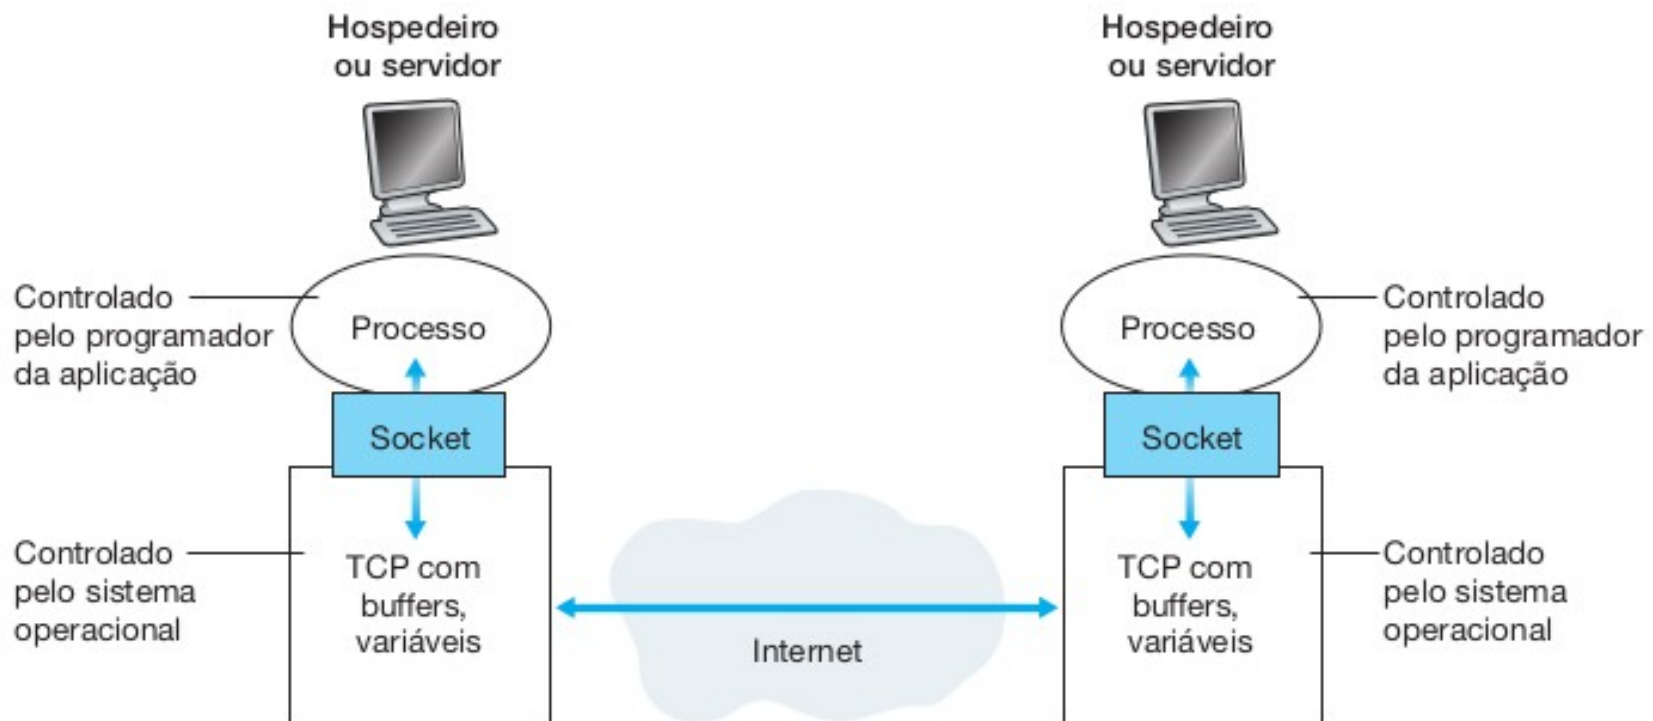 Hospedeiro
ou servidor
Hospedeiro
ou servidor
Controlado
pelo programador
da aplicação
Processo
Processo
Controlado
pelo programador
da aplicação
Socket
Socket
Controlado
pelo sistema
operacional
TCP com
buffers,
variáveis
Internet
TCP com
buffers,
variáveis
Controlado
pelo sistema
operacional